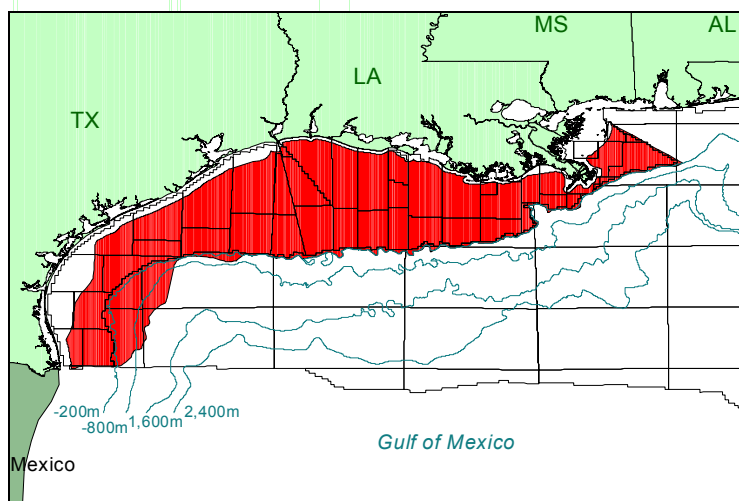 MS
AL
LA
TX
-200m
-800m
1,600m
2,400m
Gulf of Mexico
Mexico